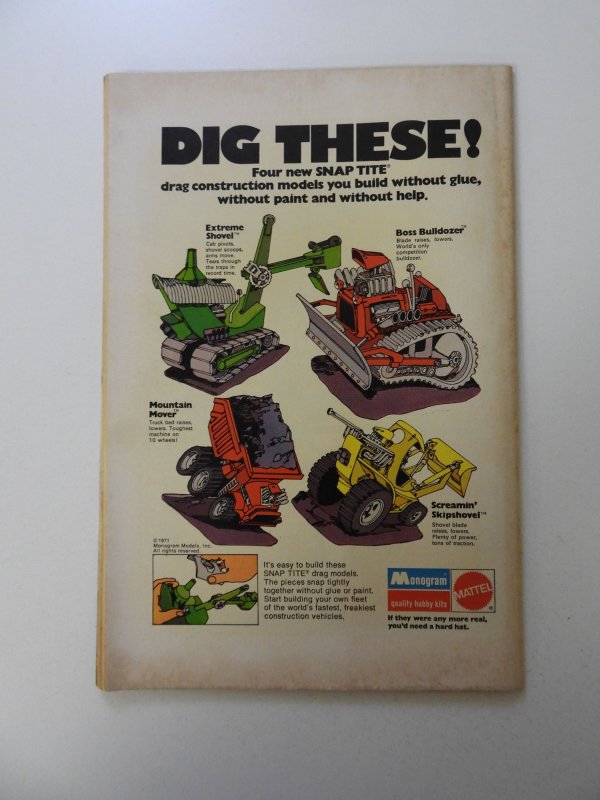 DIG THESE!
Four new SNAP TITE®
drag construction models you build without glue,
without paint and without help.
Extreme
Shovel™
Cab pivots,
shovel scoops,
arms move.
Tears through
the traps in
record time.
Boss Bulldozer™
Blade raises, lowers.
World's only
competition
bulldozer.
Mountain
Mover™
Truck bed raises,
lowers. Toughest
machine on
10 wheels!
Screamin'
Skipshovel™
Shovel blade
raises, lowers.
Plenty of power,
tons of traction.
©1971
Monogram Models, Inc.
All rights reserved.
It's easy to build these
SNAP TITE® drag models.
The pieces snap tightly
together without glue or paint.
Start building your own fleet
of the world's fastest, freakiest
construction vehicles.
Monogram
quality hobby kits
MATTEL
®
If they were any more real,
you'd need a hard hat.